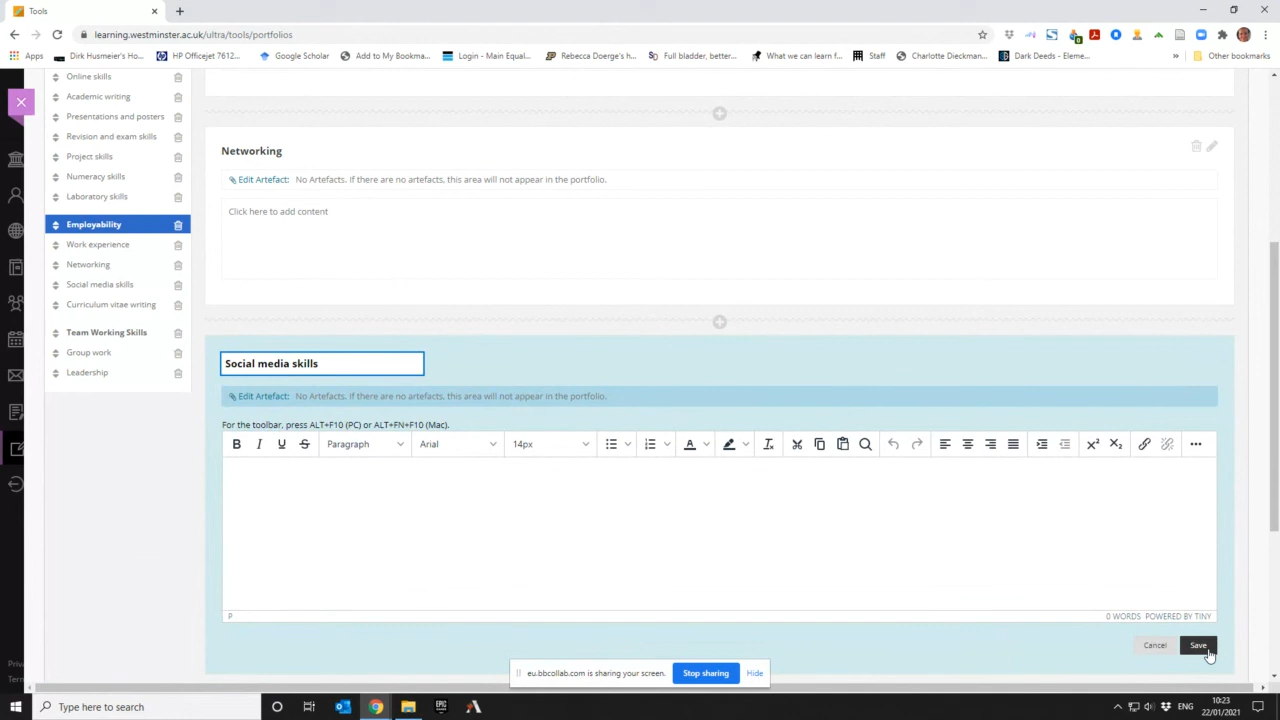 Tools
learning.westminster.ac.uk/ultra/tools/portfolios
Apps
Dirk Husmeier's Ho...
HP Officejet 7612...
Google Scholar
Add to My Bookma...
Login - Main Equal...
Rebecca Doerge's h...
Full bladder, better...
What we can learn f...
Staff
Charlotte Dieckman...
Dark Deeds - Eleme...
»
Other bookmarks
Online skills
Academic writing
Presentations and posters
Revision and exam skills
Project skills
Numeracy skills
Laboratory skills
Employability
Work experience
Networking
Social media skills
Curriculum vitae writing
Team Working Skills
Group work
Leadership
Networking
Edit Artefact: No Artefacts. If there are no artefacts, this area will not appear in the portfolio.
Click here to add content
Social media skills
Edit Artefact: No Artefacts. If there are no artefacts, this area will not appear in the portfolio.
For the toolbar, press ALT+F10 (PC) or ALT+FN+F10 (Mac).
B I U S Paragraph Arial 14px
P
0 WORDS POWERED BY TINY
Cancel
Save
Priva
Term
eu.bbcollab.com is sharing your screen.
Stop sharing
Hide
Type here to search
EPIC
ENG
10:23
22/01/2021